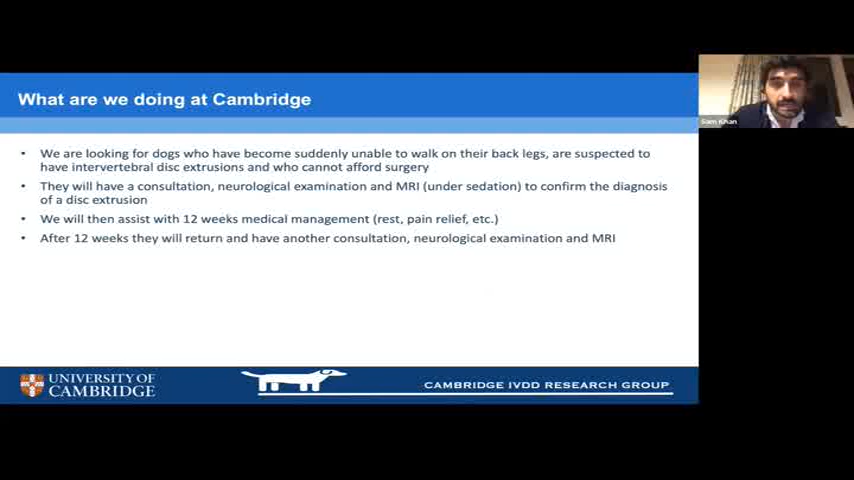 What are we doing at Cambridge
Sam Khan
• We are looking for dogs who have become suddenly unable to walk on their back legs, are suspected to
have intervertebral disc extrusions and who cannot afford surgery
• They will have a consultation, neurological examination and MRI (under sedation) to confirm the diagnosis
of a disc extrusion
• We will then assist with 12 weeks medical management (rest, pain relief, etc.)
• After 12 weeks they will return and have another consultation, neurological examination and MRI
UNIVERSITY OF
CAMBRIDGE
CAMBRIDGE IVDD RESEARCH GROUP